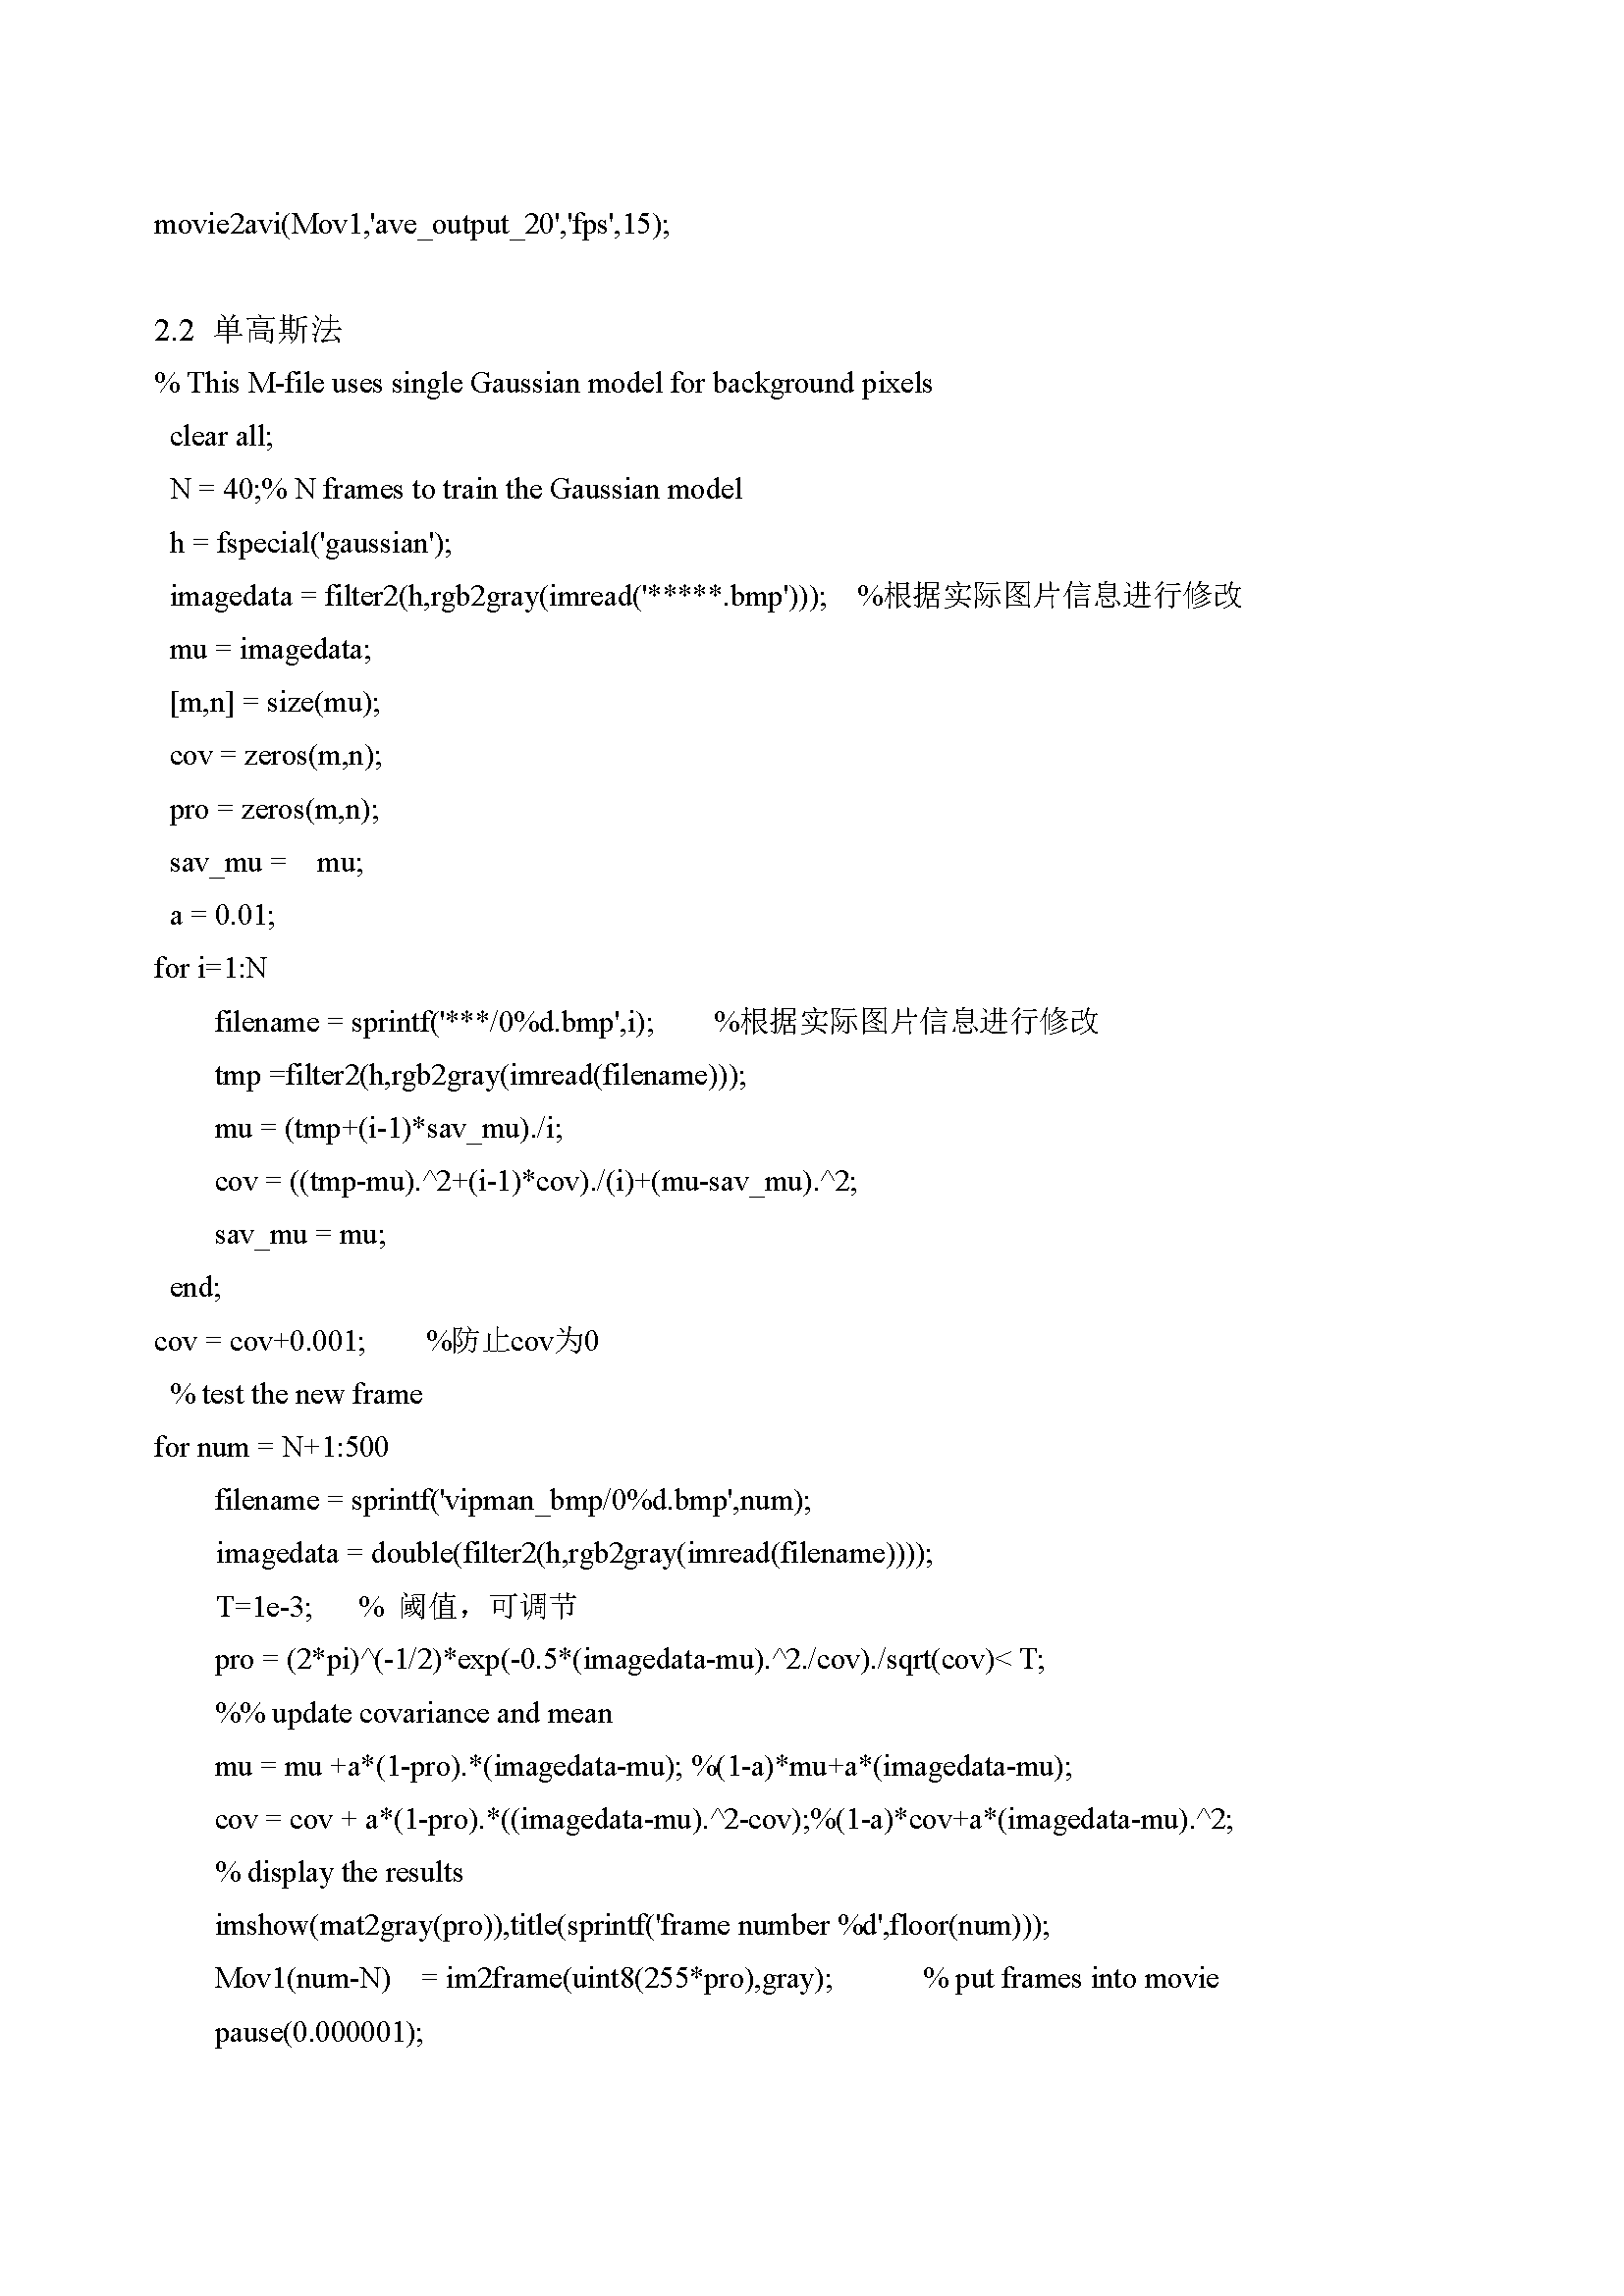 movie2avi(Mov1,'ave_output_20','fps',15);
2.2 单高斯法
% This M-file uses single Gaussian model for background pixels
clear all;
N = 40;% N frames to train the Gaussian model
h = fspecial('gaussian');
imagedata = filter2(h,rgb2gray(imread('*****.bmp'))); %根据实际图片信息进行修改
mu = imagedata;
[m,n] = size(mu);
cov = zeros(m,n);
pro = zeros(m,n);
sav_mu = mu;
a = 0.01;
for i=1:N
filename = sprintf('***/0%d.bmp',i); %根据实际图片信息进行修改
tmp =filter2(h,rgb2gray(imread(filename)));
mu = (tmp+(i-1)*sav_mu)./i;
cov = ((tmp-mu).^2+(i-1)*cov)./(i)+(mu-sav_mu).^2;
sav_mu = mu;
end;
cov = cov+0.001; %防止cov为0
% test the new frame
for num = N+1:500
filename = sprintf('vipman_bmp/0%d.bmp',num);
imagedata = double(filter2(h,rgb2gray(imread(filename))));
T=1e-3; % 阈值，可调节
pro = (2*pi)^(-1/2)*exp(-0.5*(imagedata-mu).^2./cov)./sqrt(cov)< T;
%% update covariance and mean
mu = mu +a*(1-pro).*(imagedata-mu); %(1-a)*mu+a*(imagedata-mu);
cov = cov + a*(1-pro).*((imagedata-mu).^2-cov);%(1-a)*cov+a*(imagedata-mu).^2;
% display the results
imshow(mat2gray(pro)),title(sprintf('frame number %d',floor(num)));
Mov1(num-N) = im2frame(uint8(255*pro),gray); % put frames into movie
pause(0.000001);